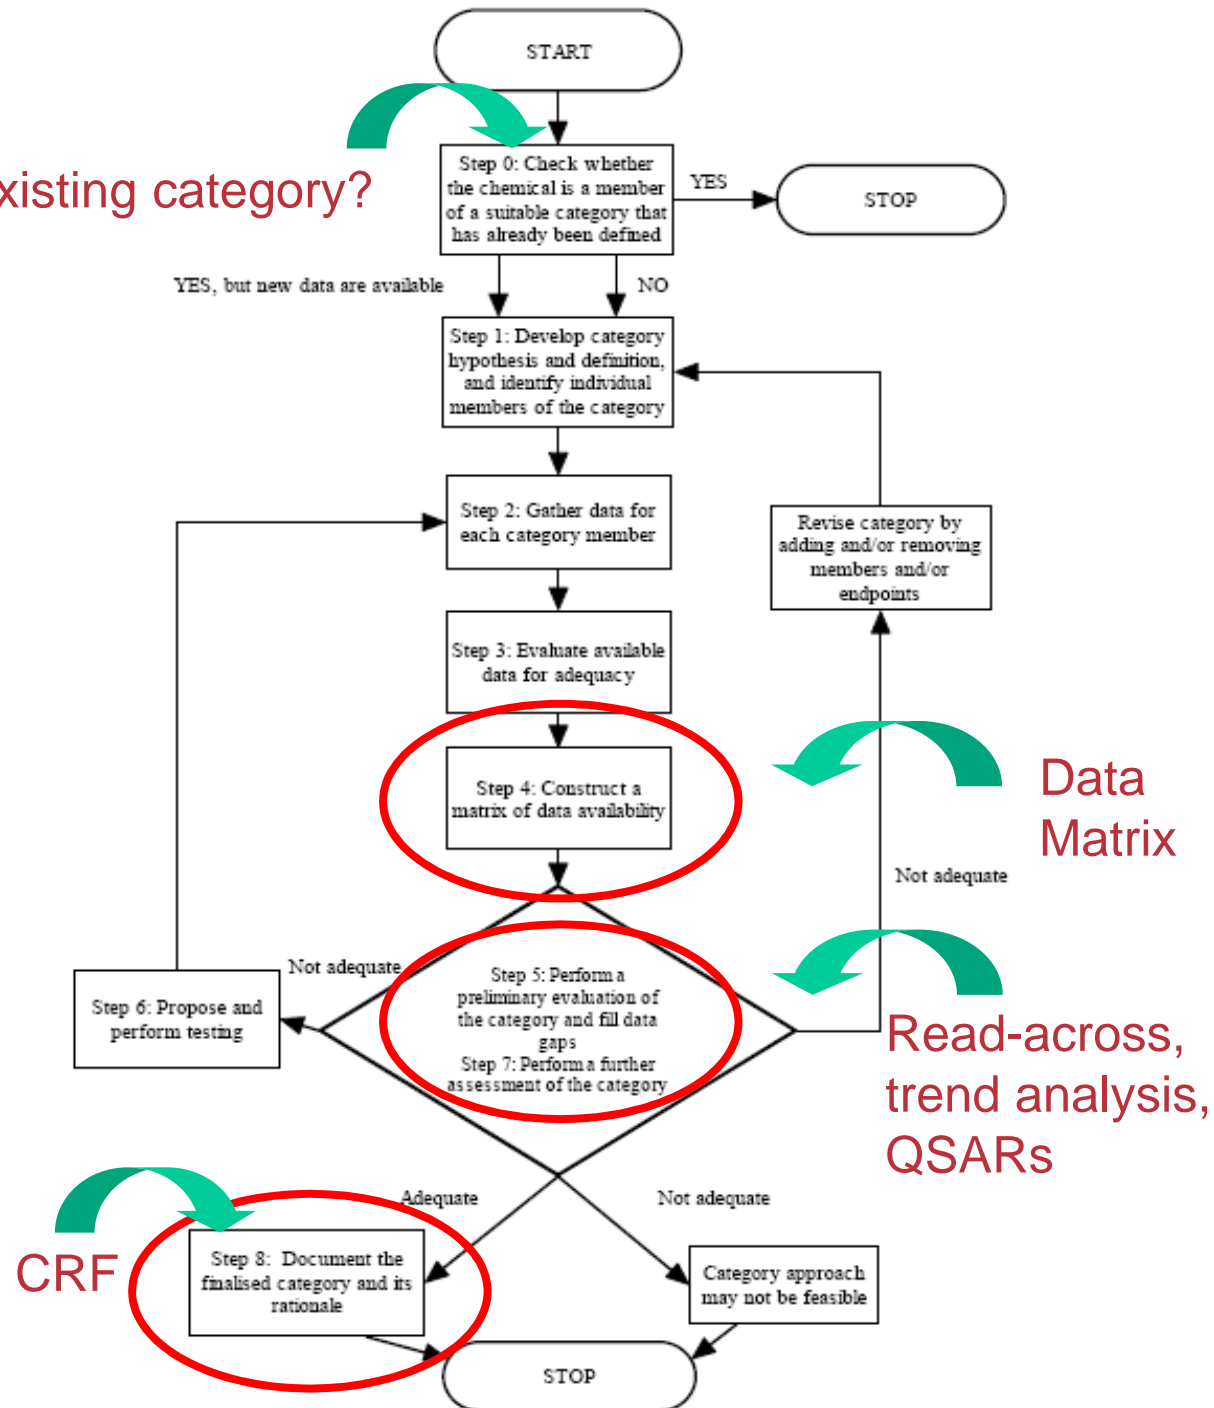 START
xisting category?
Step 0: Check whether
the chemical is a member
of a suitable category that
has already been defined
YES
STOP
YES, but new data are available
NO
Step 1: Develop category
hypothesis and definition,
and identify individual
members of the category
Step 2: Gather data for
each category member
Revise category by
adding and/or removing
members and/or
endpoints
Step 3: Evaluate available
data for adequacy
Step 4: Construct a
matrix of data availability
Data
Matrix
Not adequate
Not adequate
Step 5: Perform a
preliminary evaluation of
the category and fill data
gaps
Step 7: Perform a further
assessment of the category
Step 6: Propose and
perform testing
Read-across,
trend analysis,
QSARs
Adequate
Not adequate
CRF
Step 8: Document the
finalised category and its
rationale
Category approach
may not be feasible
STOP